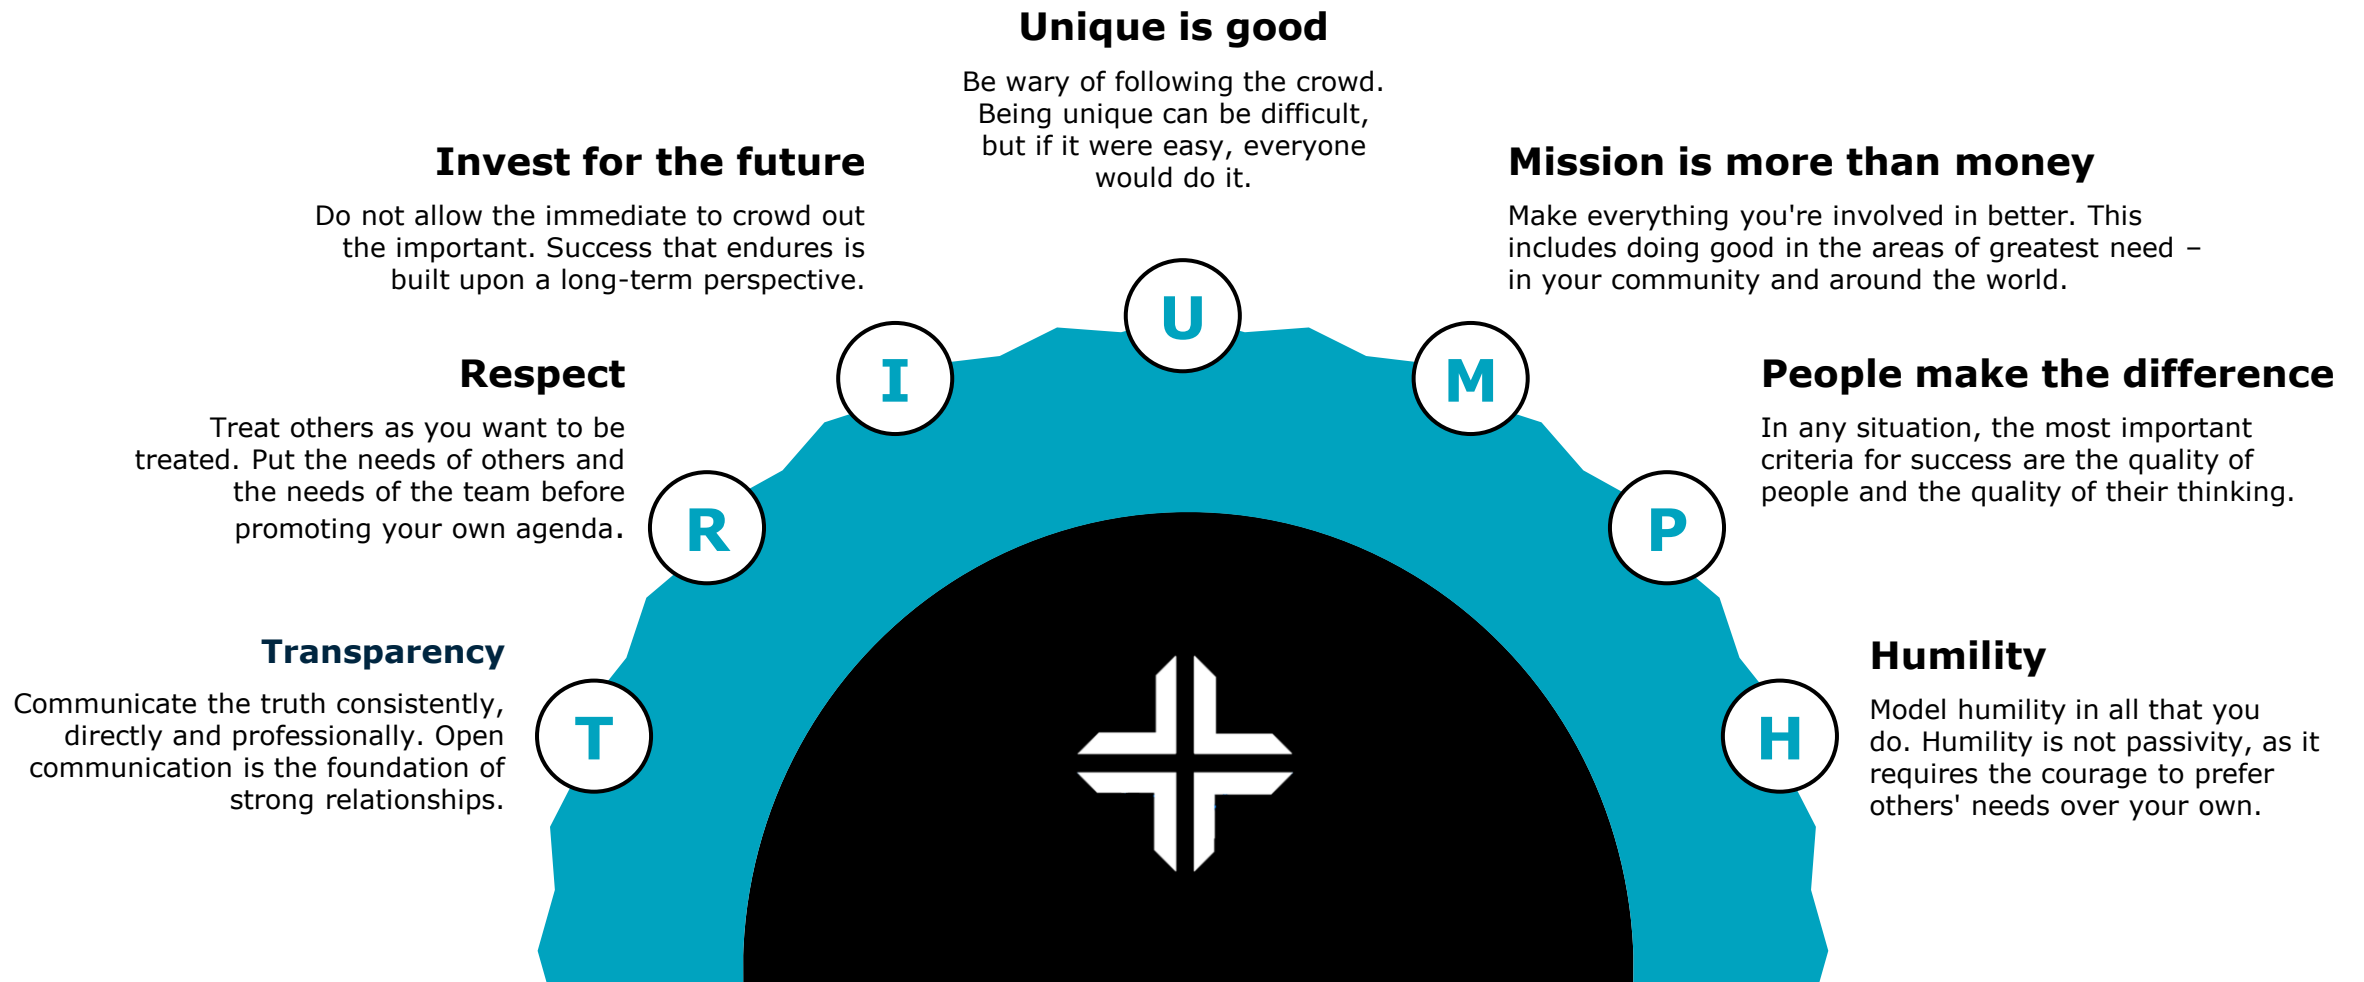 Transparency
Communicate the truth consistently,
directly and professionally. Open
communication is the foundation of
strong relationships.
T
Respect
Treat others as you want to be
treated. Put the needs of others and
the needs of the team before
promoting your own agenda.
R
Invest for the future
Do not allow the immediate to crowd out
the important. Success that endures is
built upon a long-term perspective.
I
Unique is good
Be wary of following the crowd.
Being unique can be difficult,
but if it were easy, everyone
would do it.
U
Mission is more than money
Make everything you're involved in better. This
includes doing good in the areas of greatest need –
in your community and around the world.
M
People make the difference
In any situation, the most important
criteria for success are the quality of
people and the quality of their thinking.
P
Humility
Model humility in all that you
do. Humility is not passivity, as it
requires the courage to prefer
others' needs over your own.
H